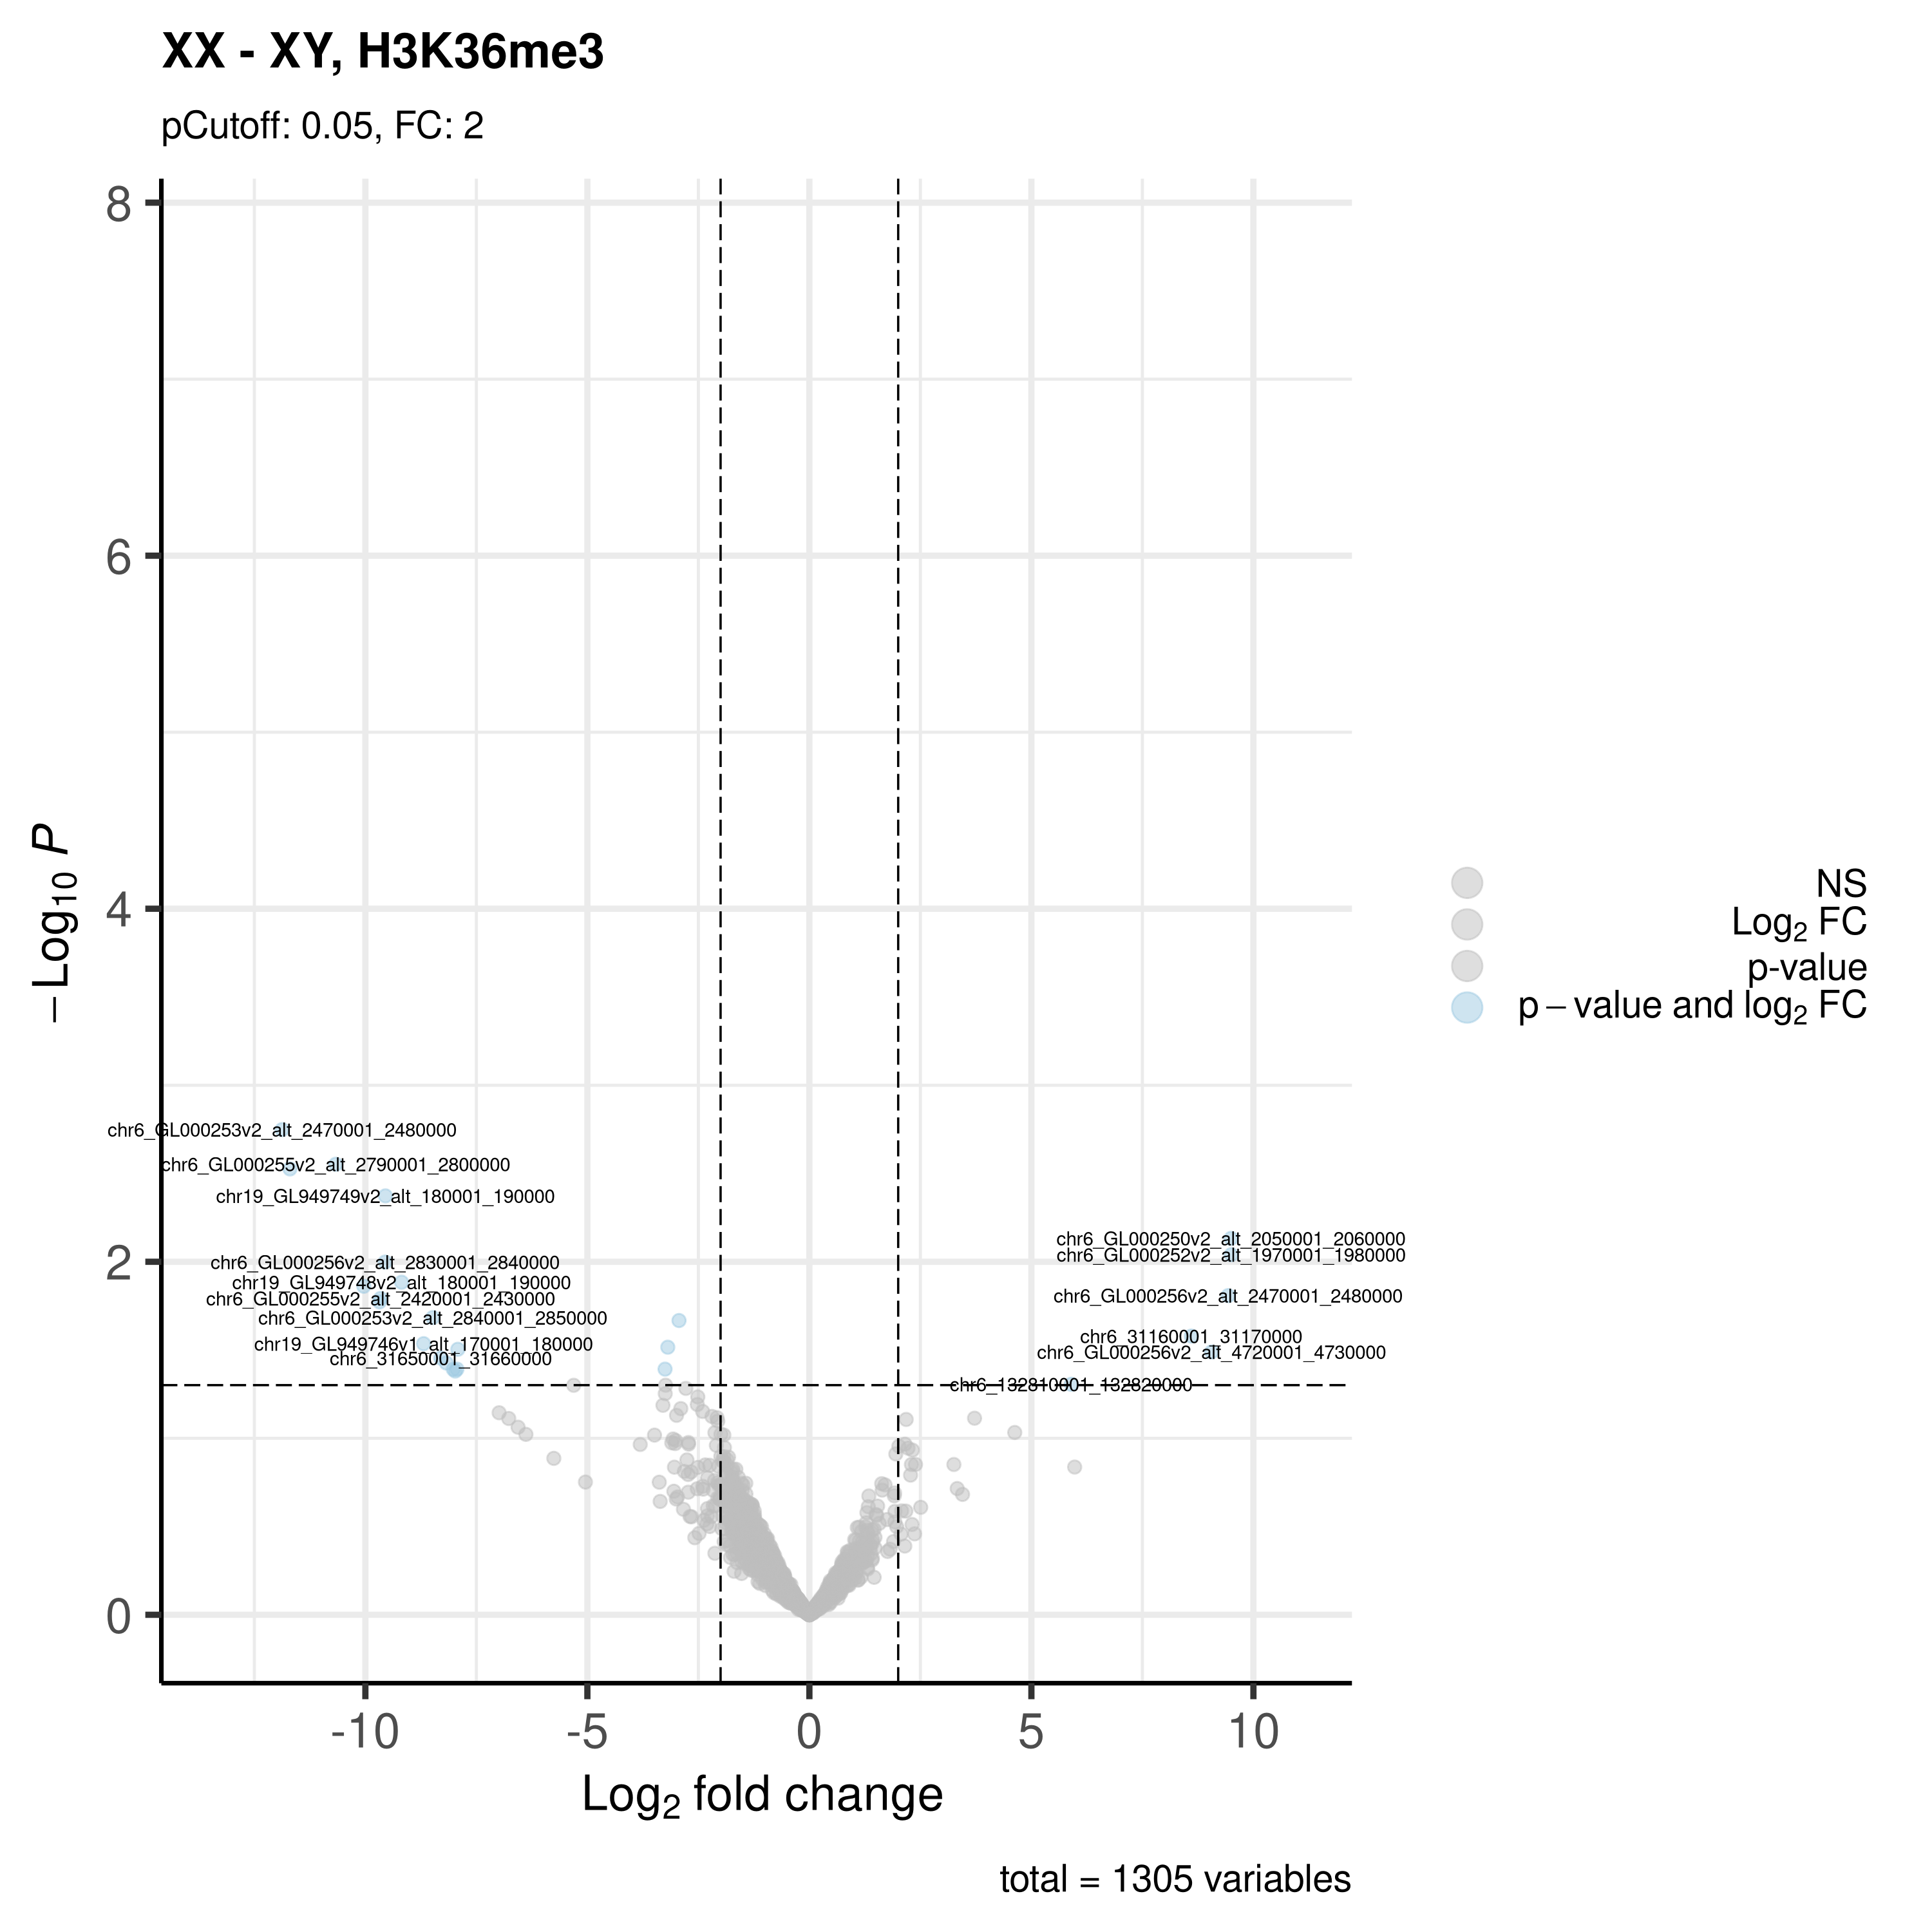 XX - XY, H3K36me3
pCutoff: 0.05, FC: 2
−Log10 P
8
6
4
2
0
chr6_GL000253v2_alt_2470001_2480000
chr6_GL000255v2_alt_2790001_2800000
chr19_GL949749v2_alt_180001_190000
chr6_GL000256v2_alt_2830001_2840000
chr19_GL949748v2_alt_180001_190000
chr6_GL000255v2_alt_2420001_2430000
chr6_GL000253v2_alt_2840001_2850000
chr19_GL949746v1_alt_170001_180000
chr6_31650001_31660000
chr6_GL000250v2_alt_2050001_2060000
chr6_GL000252v2_alt_1970001_1980000
chr6_GL000256v2_alt_2470001_2480000
chr6_31160001_31170000
chr6_GL000256v2_alt_4720001_4730000
chr6_132810001_132820000
NS
Log2 FC
p-value
p − value and log2 FC
-10
-5
0
5
10
Log2 fold change
total = 1305 variables